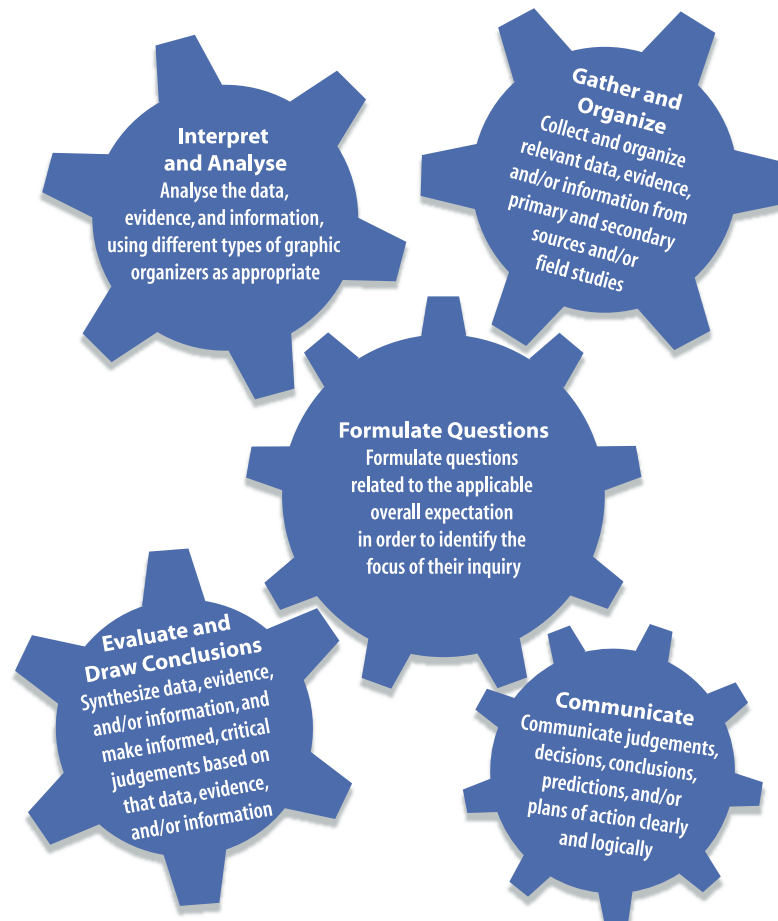 Interpret
and Analyse
Analyse the data,
evidence, and information,
using different types of graphic
organizers as appropriate
Gather and
Organize
Collect and organize
relevant data, evidence,
and/or information from
primary and secondary
sources and/or
field studies
Formulate Questions
Formulate questions
related to the applicable
overall expectation
in order to identify the
focus of their inquiry
Evaluate and
Draw Conclusions
Synthesize data, evidence,
and/or information, and
make informed, critical
judgements based on
that data, evidence,
and/or information
Communicate
Communicate judgements,
decisions, conclusions,
predictions, and/or
plans of action clearly
and logically